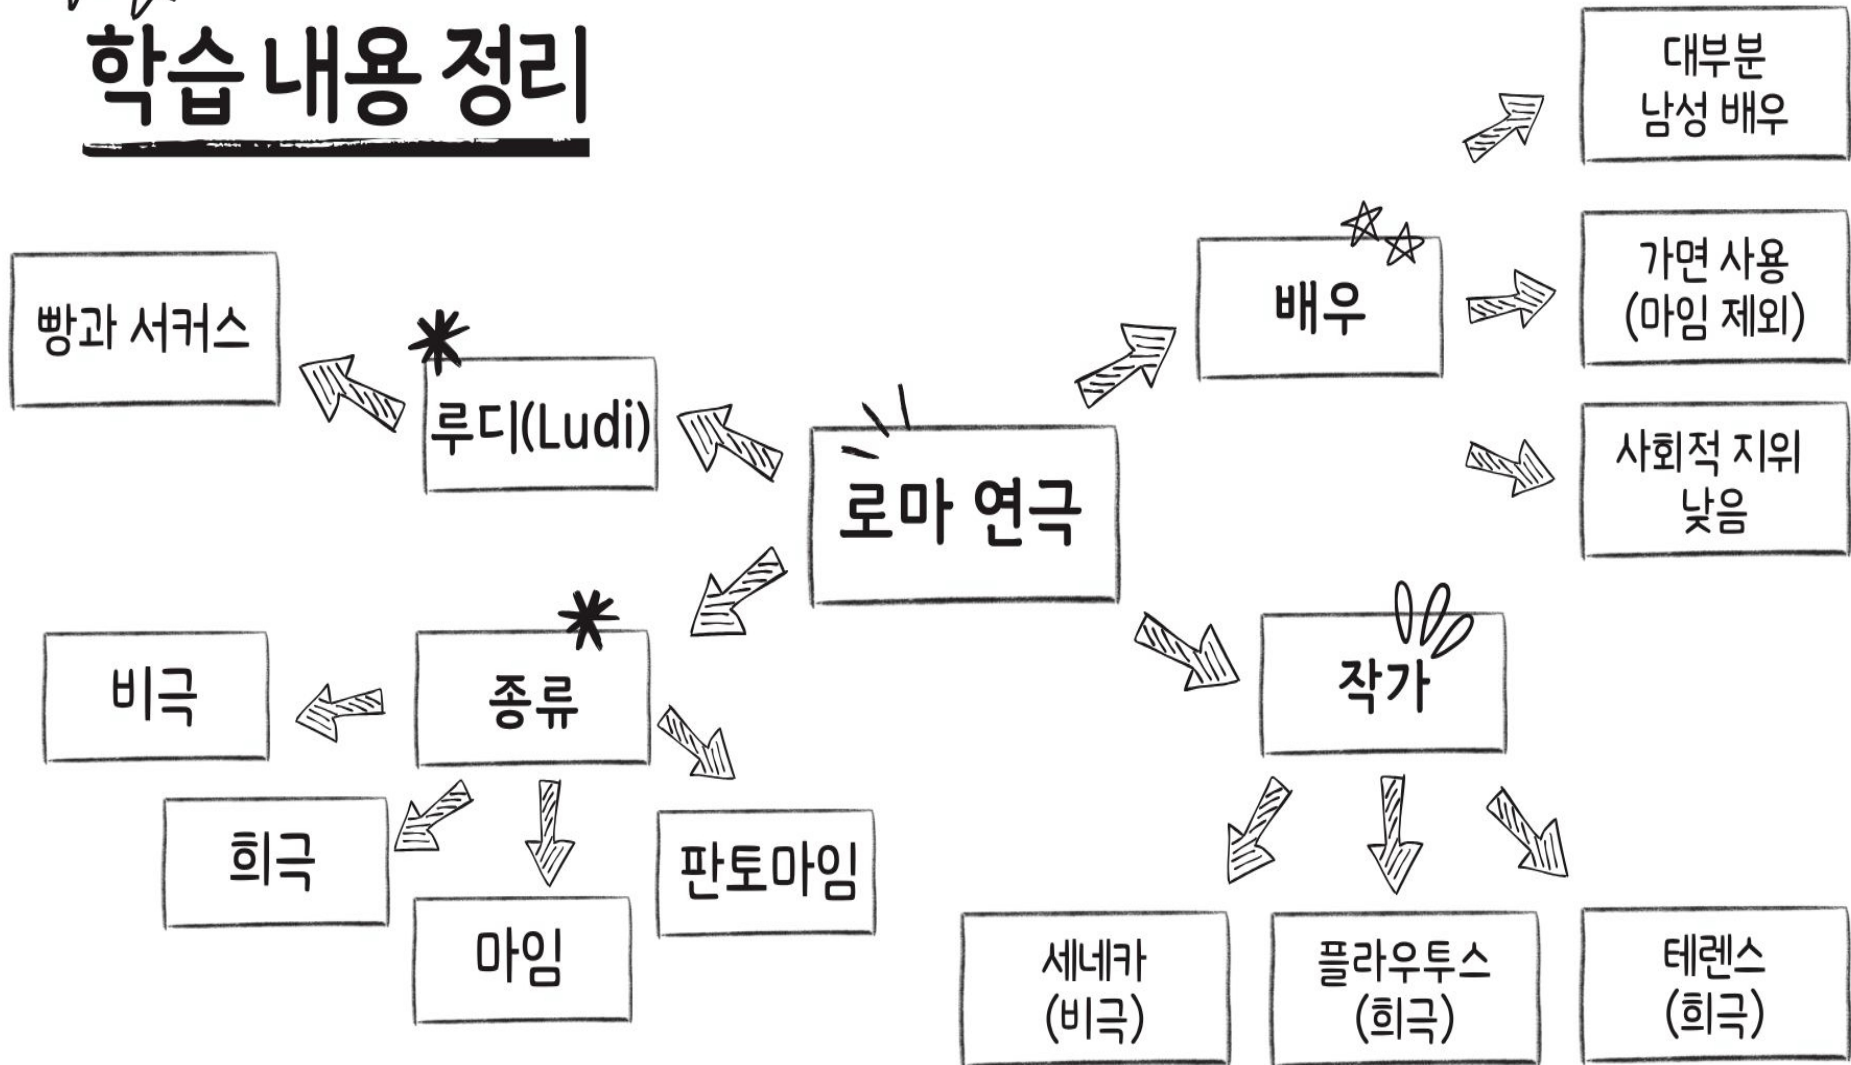 학습 내용 정리
대부분
남성 배우
가면 사용
(마임 제외)
배우
빵과 서커스
루디(Ludi)
로마 연극
사회적 지위
낮음
비극
종류
작가
희극
판토마임
마임
세네카
(비극)
플라우투스
(희극)
테렌스
(희극)